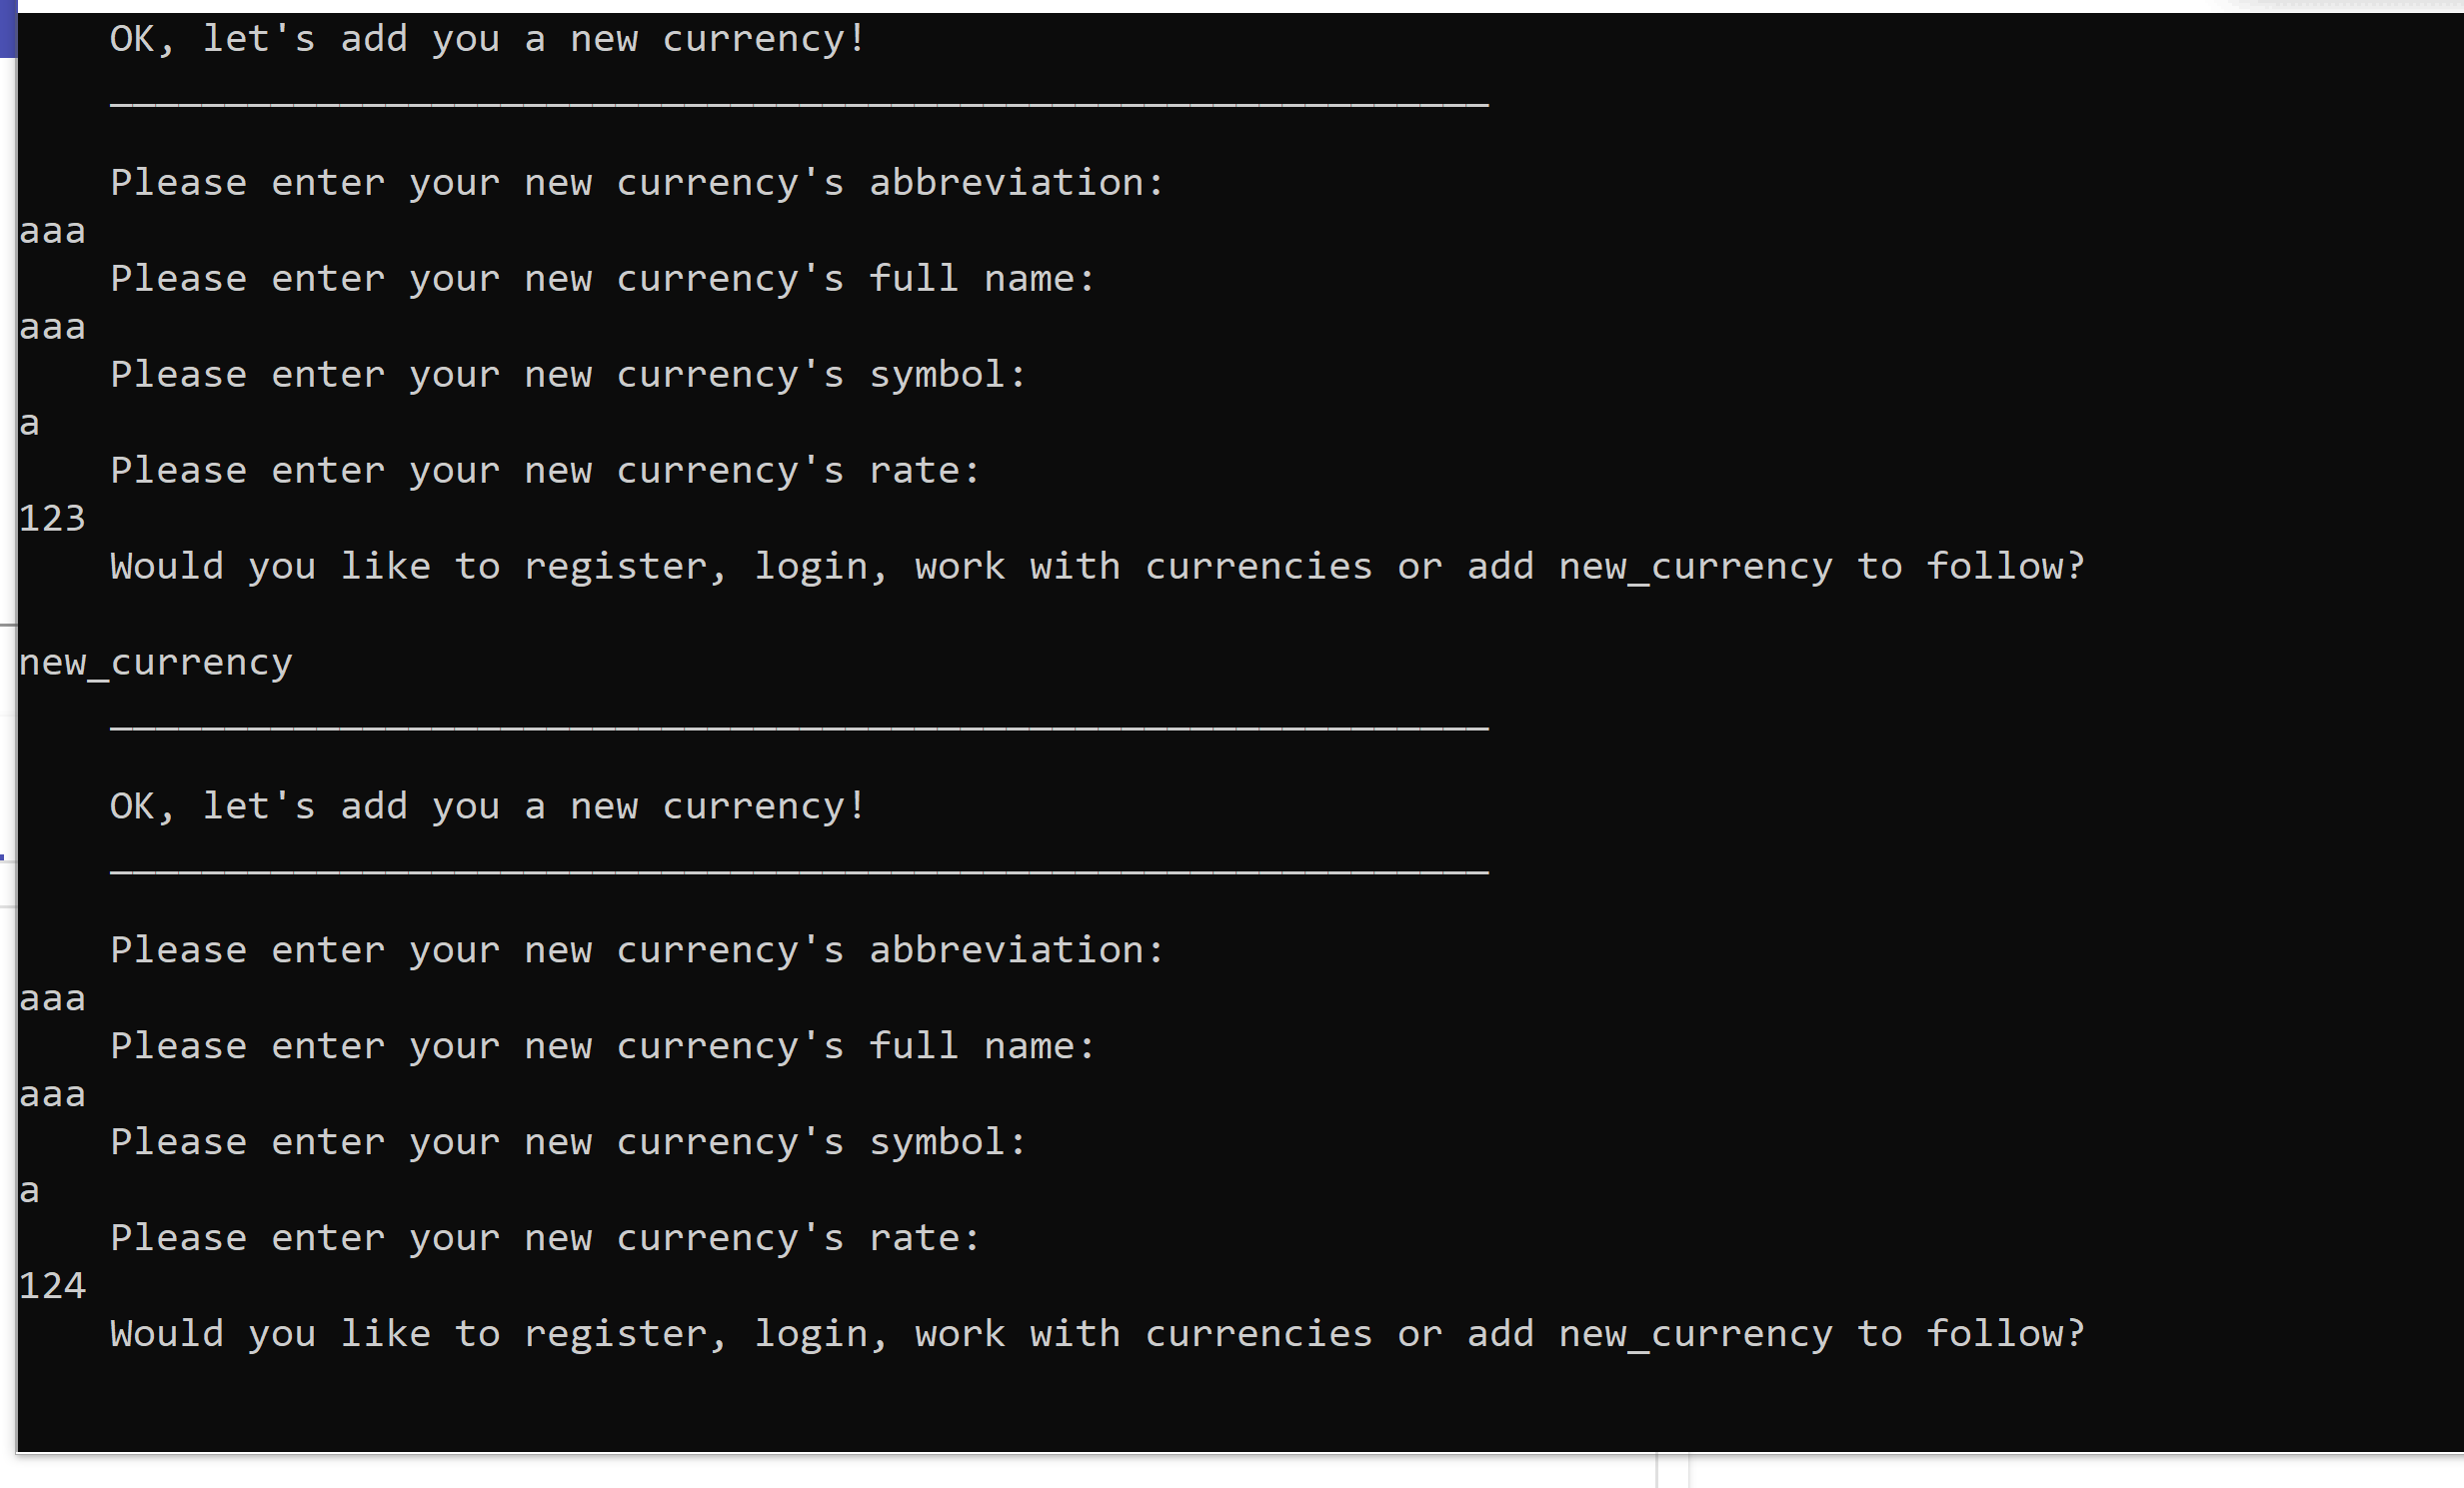 OK, let's add you a new currency!
____________________________________________________________
Please enter your new currency's abbreviation:
aaa
Please enter your new currency's full name:
aaa
Please enter your new currency's symbol:
a
Please enter your new currency's rate:
123
Would you like to register, login, work with currencies or add new_currency to follow?
new_currency
____________________________________________________________
OK, let's add you a new currency!
____________________________________________________________
Please enter your new currency's abbreviation:
aaa
Please enter your new currency's full name:
aaa
Please enter your new currency's symbol:
a
Please enter your new currency's rate:
124
Would you like to register, login, work with currencies or add new_currency to follow?